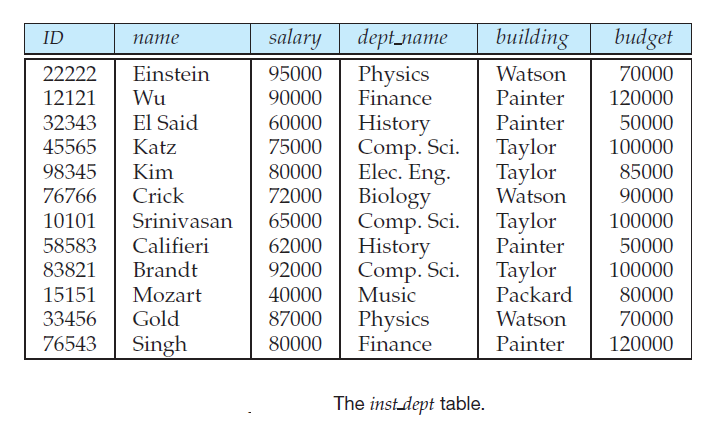 ID name salary dept_name building budget
22222 Einstein 95000 Physics Watson 70000
12121 Wu 90000 Finance Painter 120000
32343 El Said 60000 History Painter 50000
45565 Katz 75000 Comp. Sci. Taylor 100000
98345 Kim 80000 Elec. Eng. Taylor 85000
76766 Crick 72000 Biology Watson 90000
10101 Srinivasan 65000 Comp. Sci. Taylor 100000
58583 Califieri 62000 History Painter 50000
83821 Brandt 92000 Comp. Sci. Taylor 100000
15151 Mozart 40000 Music Packard 80000
33456 Gold 87000 Physics Watson 70000
76543 Singh 80000 Finance Painter 120000
The inst_dept table.